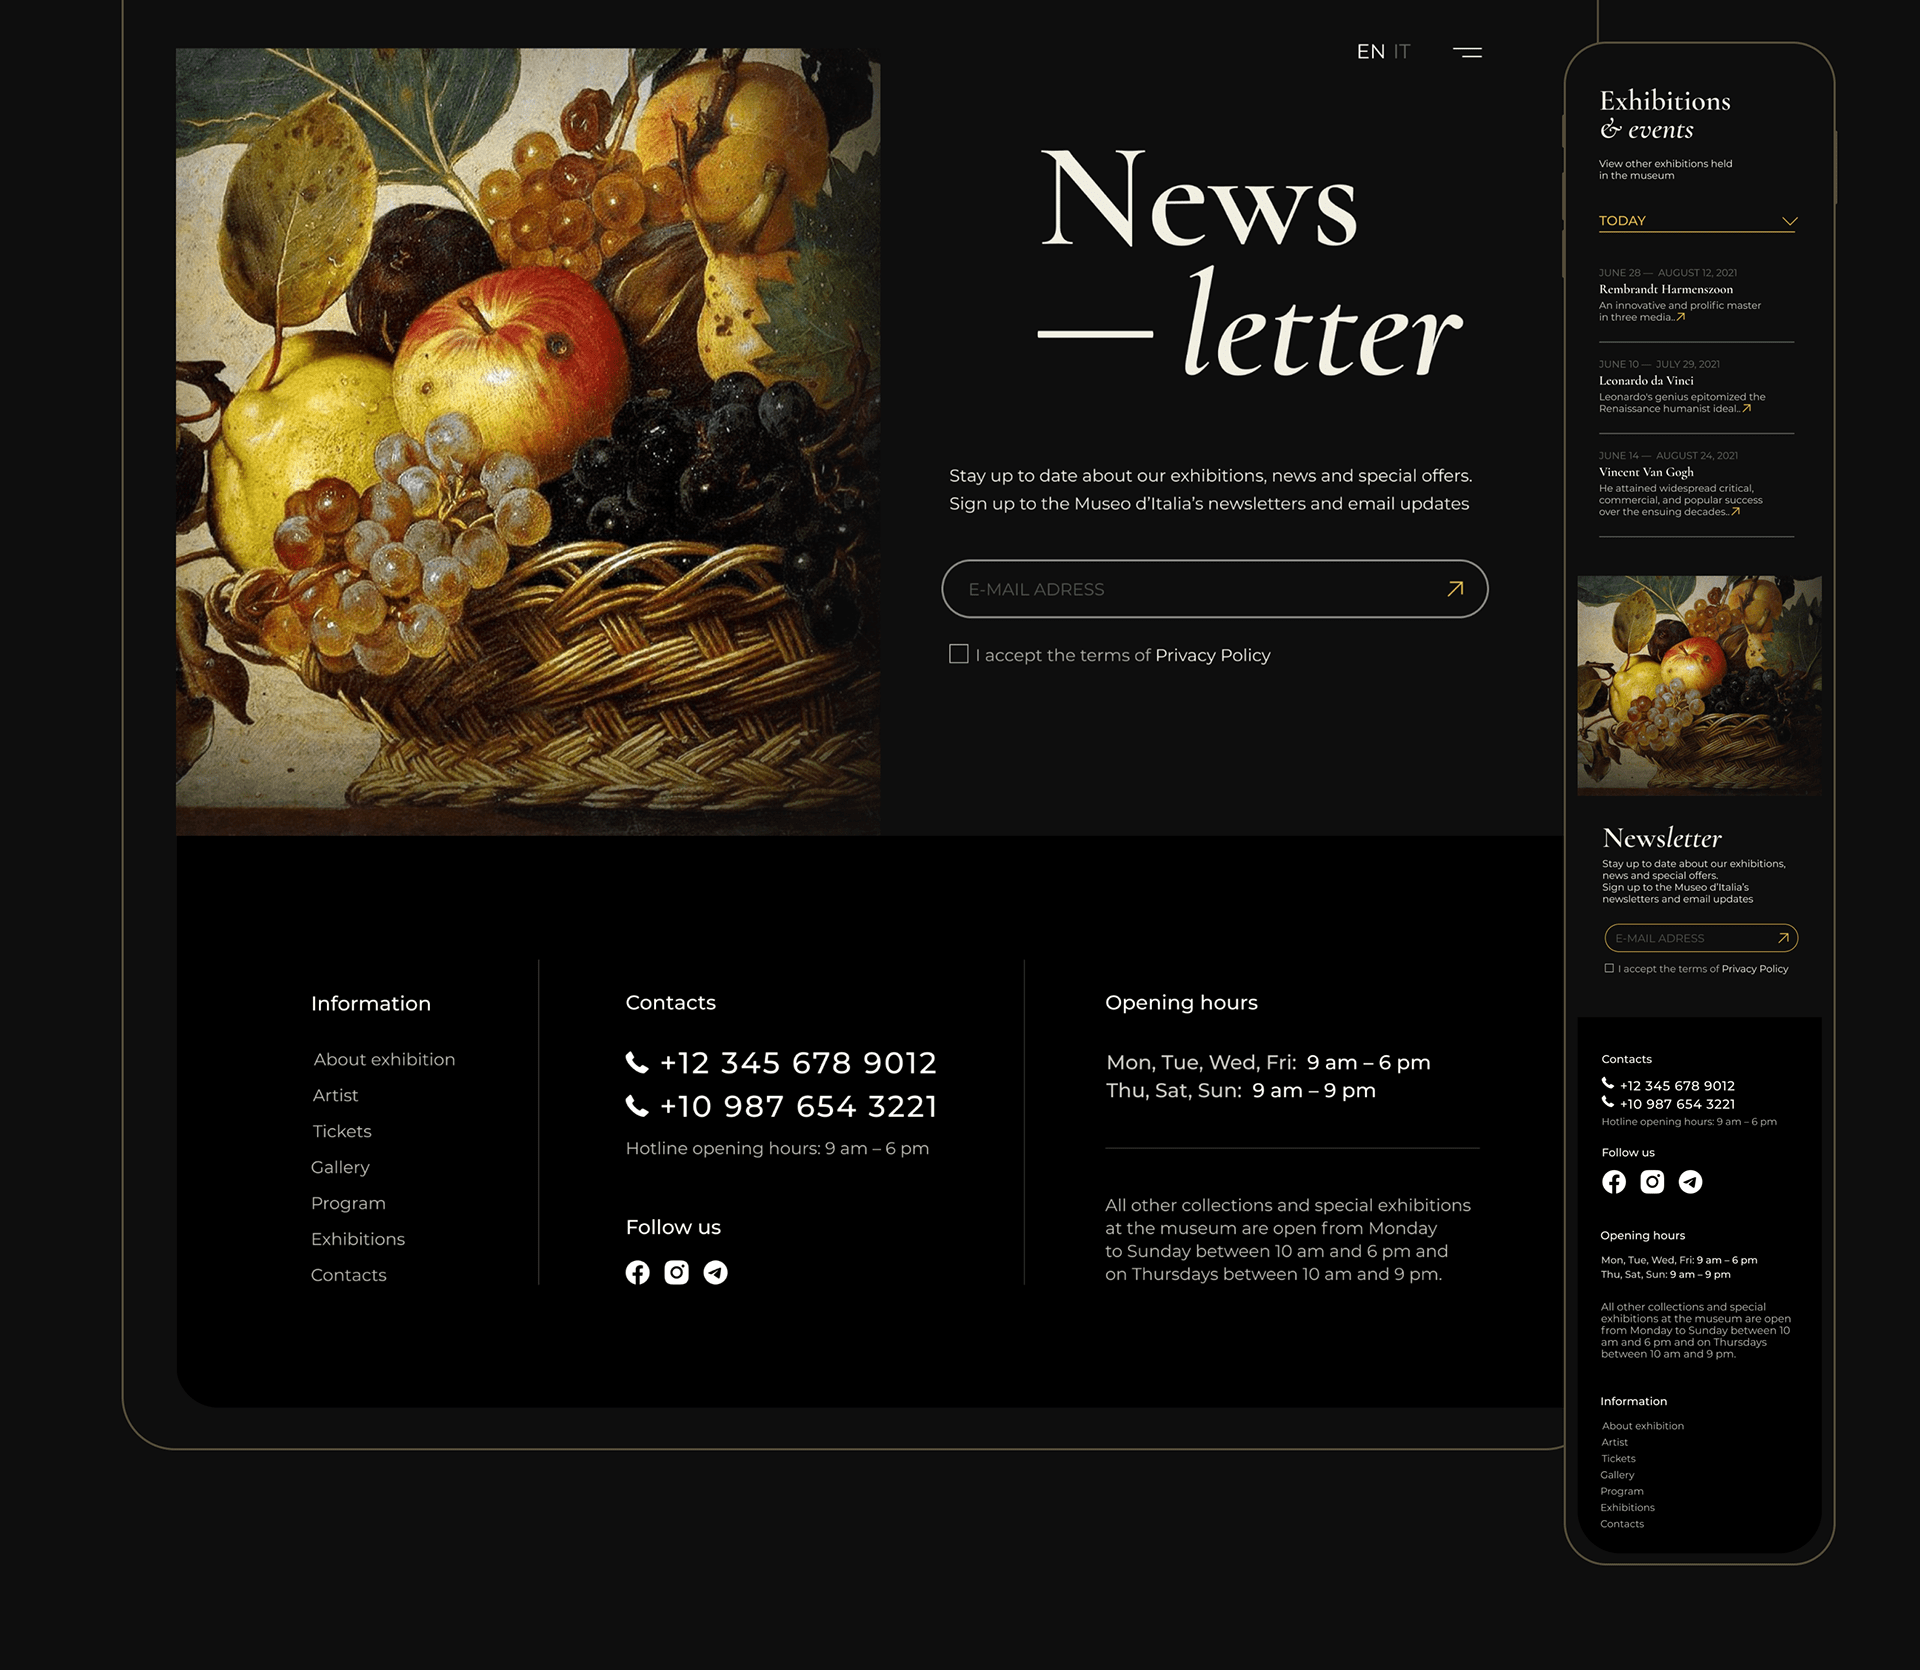 EN IT
News
— letter
Stay up to date about our exhibitions, news and special offers.
Sign up to the Museo d’Italia’s newsletters and email updates
E-MAIL ADRESS
I accept the terms of Privacy Policy
Information
About exhibition
Artist
Tickets
Gallery
Program
Exhibitions
Contacts
Contacts
+12 345 678 9012
+10 987 654 3221
Hotline opening hours: 9 am – 6 pm
Follow us
Opening hours
Mon, Tue, Wed, Fri: 9 am – 6 pm
Thu, Sat, Sun: 9 am – 9 pm
All other collections and special exhibitions
at the museum are open from Monday
to Sunday between 10 am and 6 pm and
on Thursdays between 10 am and 9 pm.
Exhibitions
& events
View other exhibitions held
in the museum
TODAY
JUNE 28 — AUGUST 12, 2021
Rembrandt Harmenszoon
An innovative and prolific master
in three media..
JUNE 10 — JULY 29, 2021
Leonardo da Vinci
Leonardo's genius epitomized the
Renaissance humanist ideal..
JUNE 14 — AUGUST 24, 2021
Vincent Van Gogh
He attained widespread critical,
commercial, and popular success
over the ensuing decades..
Newsletter
Stay up to date about our exhibitions,
news and special offers.
Sign up to the Museo d’Italia’s
newsletters and email updates
E-MAIL ADRESS
I accept the terms of Privacy Policy
Contacts
+12 345 678 9012
+10 987 654 3221
Hotline opening hours: 9 am – 6 pm
Follow us
Opening hours
Mon, Tue, Wed, Fri: 9 am – 6 pm
Thu, Sat, Sun: 9 am – 9 pm
All other collections and special
exhibitions at the museum are open
from Monday to Sunday between 10
am and 6 pm and on Thursdays
between 10 am and 9 pm.
Information
About exhibition
Artist
Tickets
Gallery
Program
Exhibitions
Contacts